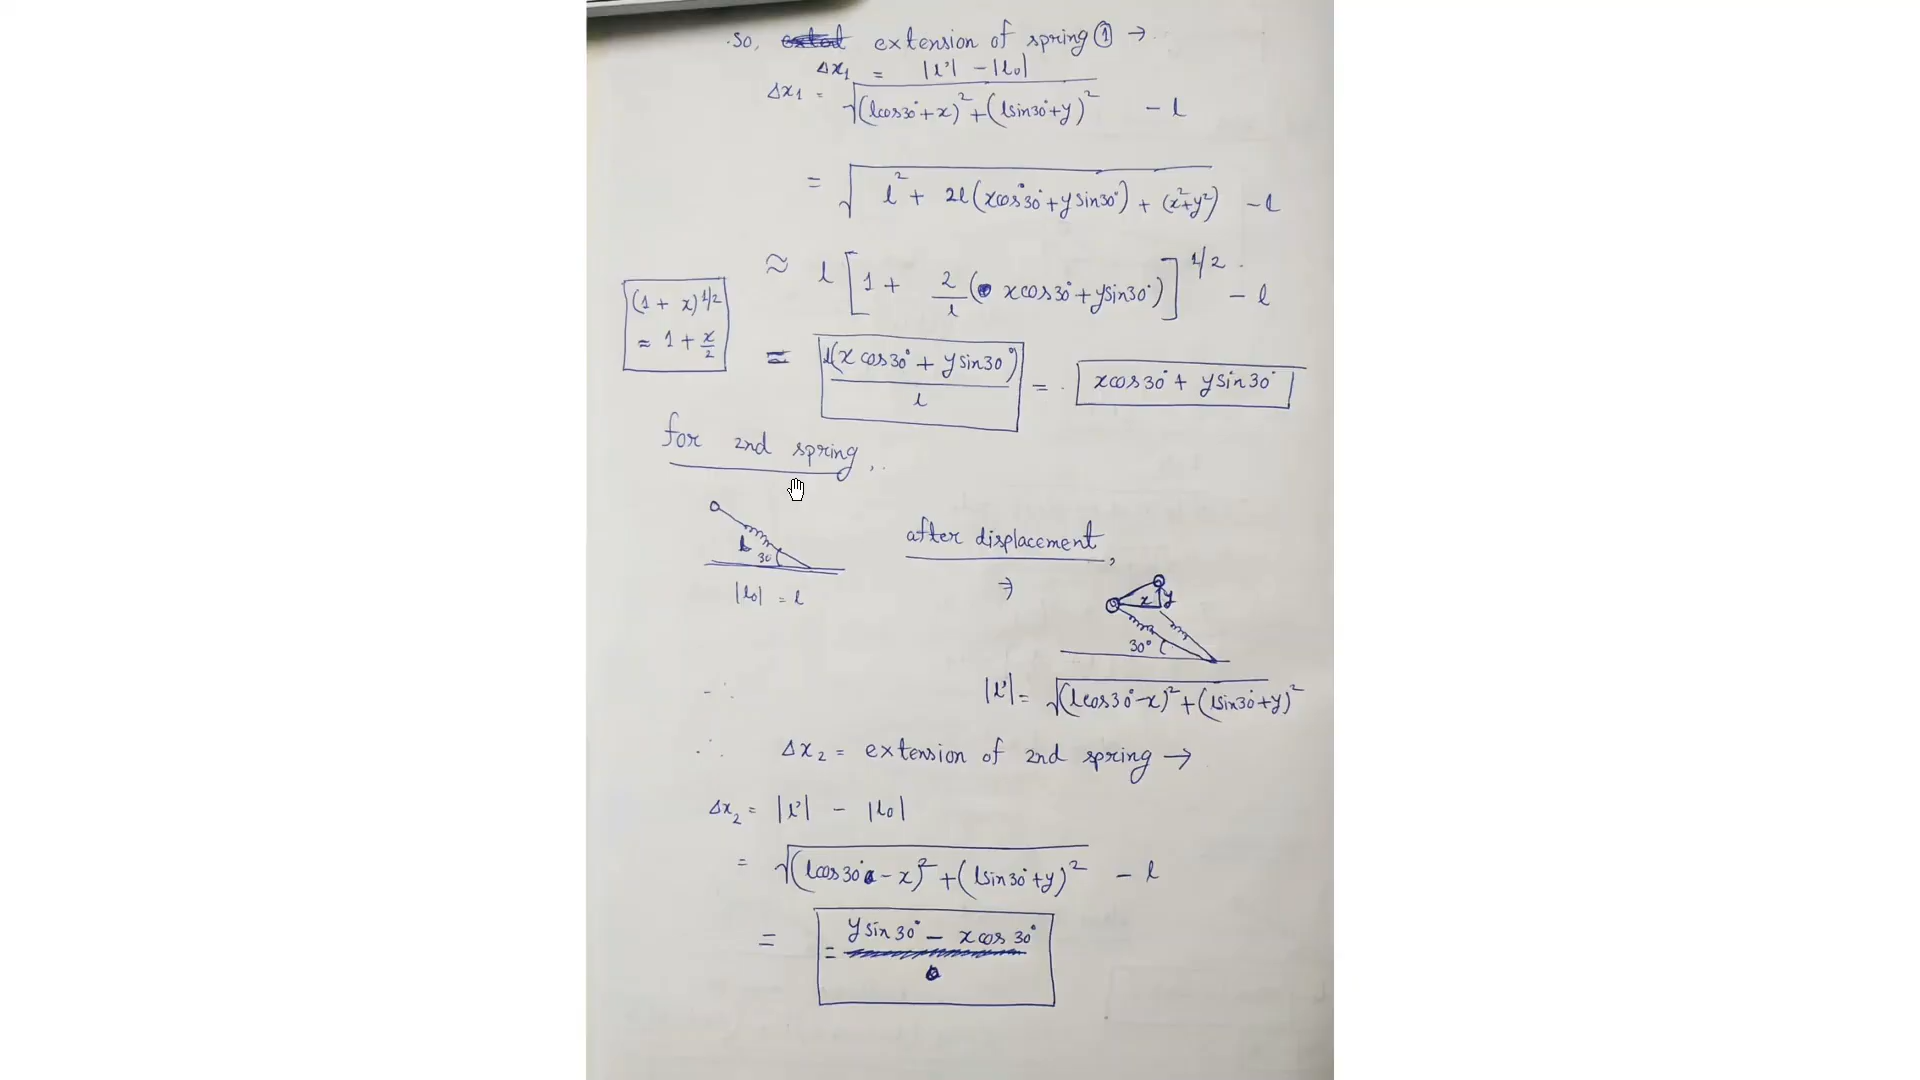 So, extension of spring ① →
Δx₁ = |l'| - |l₀|
Δx₁ = √(lcos30°+x)² + (lsin30°+y)² - l
= √l² + 2l(xcos30° + ysin30°) + (x²+y²) - l
≈ l [1 + 2/l (xcos30° + ysin30°)]^1/2 - l
(1 + x)^1/2
≈ 1 + x/2
= l(x cos30° + ysin30°)/l = xcos30° + ysin30°
for 2nd spring,
after displacement,
⇒
x y
30
|l₀| = l
30°
|l'| = √(lcos30°-x)² + (lsin30°+y)²
∴ Δx₂ = extension of 2nd spring →
Δx₂ = |l'| - |l₀|
= √(lcos30° - x)² + (lsin30°+y)² - l
= = ysin30° - xcos30°